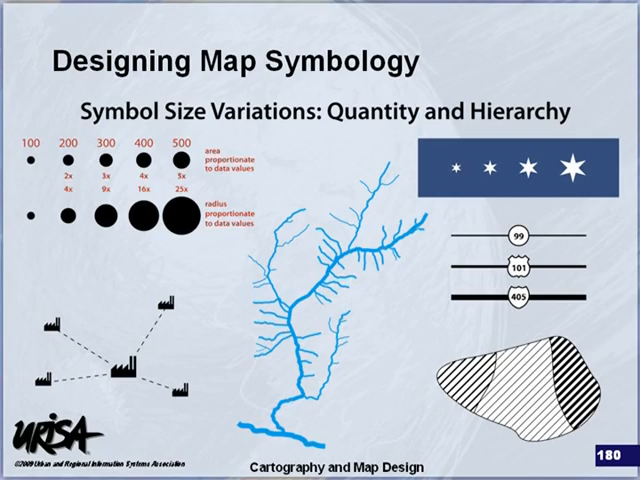 Designing Map Symbology
Symbol Size Variations: Quantity and Hierarchy
100 200 300 400 500
area
proportionate
to data values
2x 3x 4x 5x
4x 9x 16x 25x
radius
proportionate
to data values
99
101
405
URISA
©2009 Urban and Regional Information Systems Association
Cartography and Map Design
180